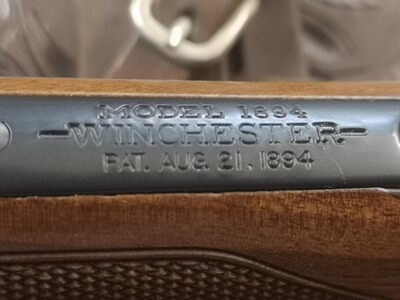 MODEL 1894
-WINCHESTER-
PAT. AUG. 21. 1894